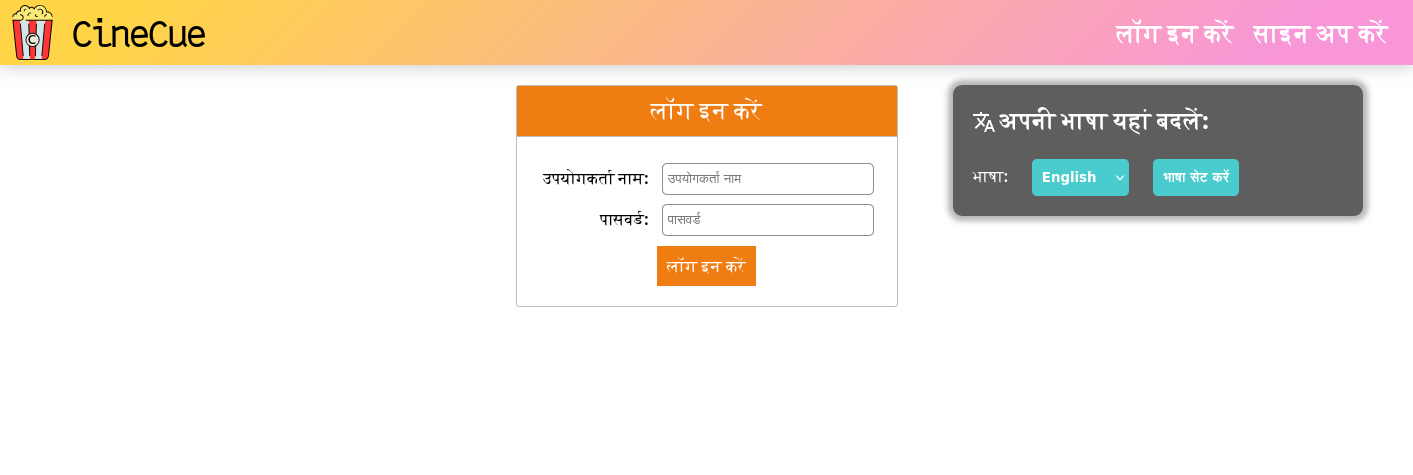 CineCue
लॉग इन करें साइन अप करें
लॉग इन करें
उपयोगकर्ता नाम: उपयोगकर्ता नाम
पासवर्ड: पासवर्ड
लॉग इन करें
अपनी भाषा यहां बदलें:
भाषा: English भाषा सेट करें